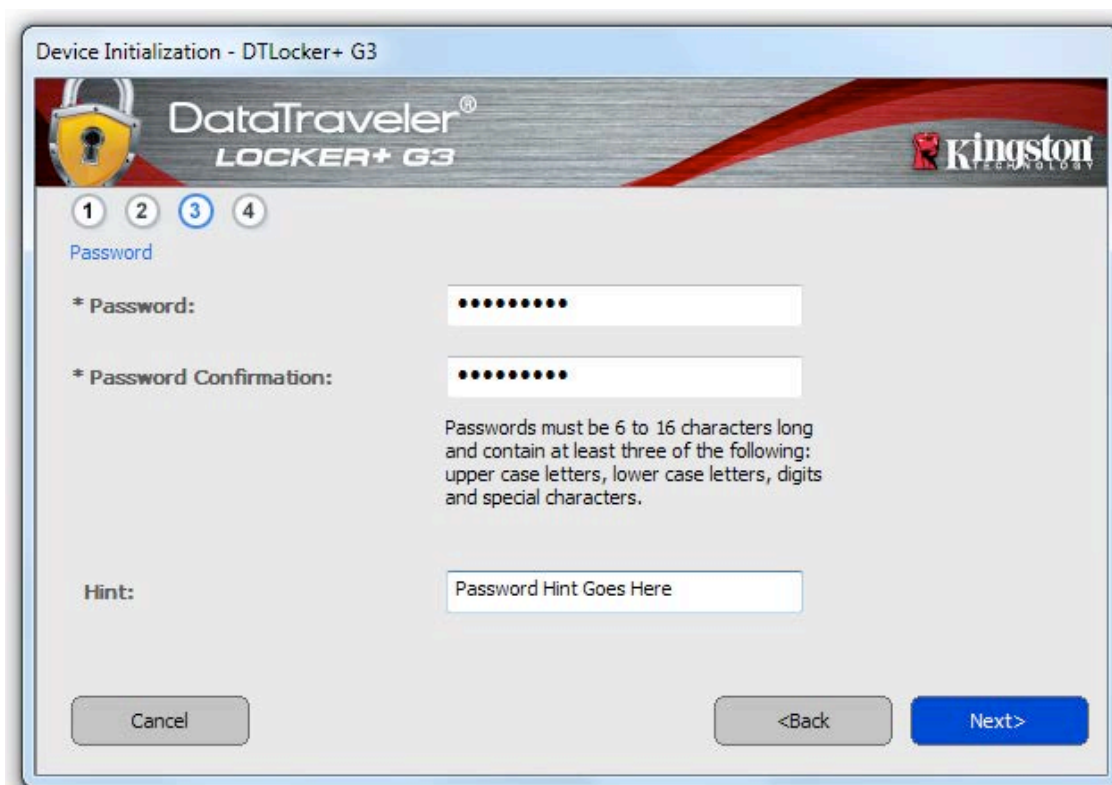 Device Initialization - DTLocker+ G3
DataTraveler®
LOCKER+ G3
Kingston
TECHNOLOGY
1 2 3 4
Password
* Password: •••••••••
* Password Confirmation: •••••••••
Passwords must be 6 to 16 characters long
and contain at least three of the following:
upper case letters, lower case letters, digits
and special characters.
Hint: Password Hint Goes Here
Cancel <Back Next>